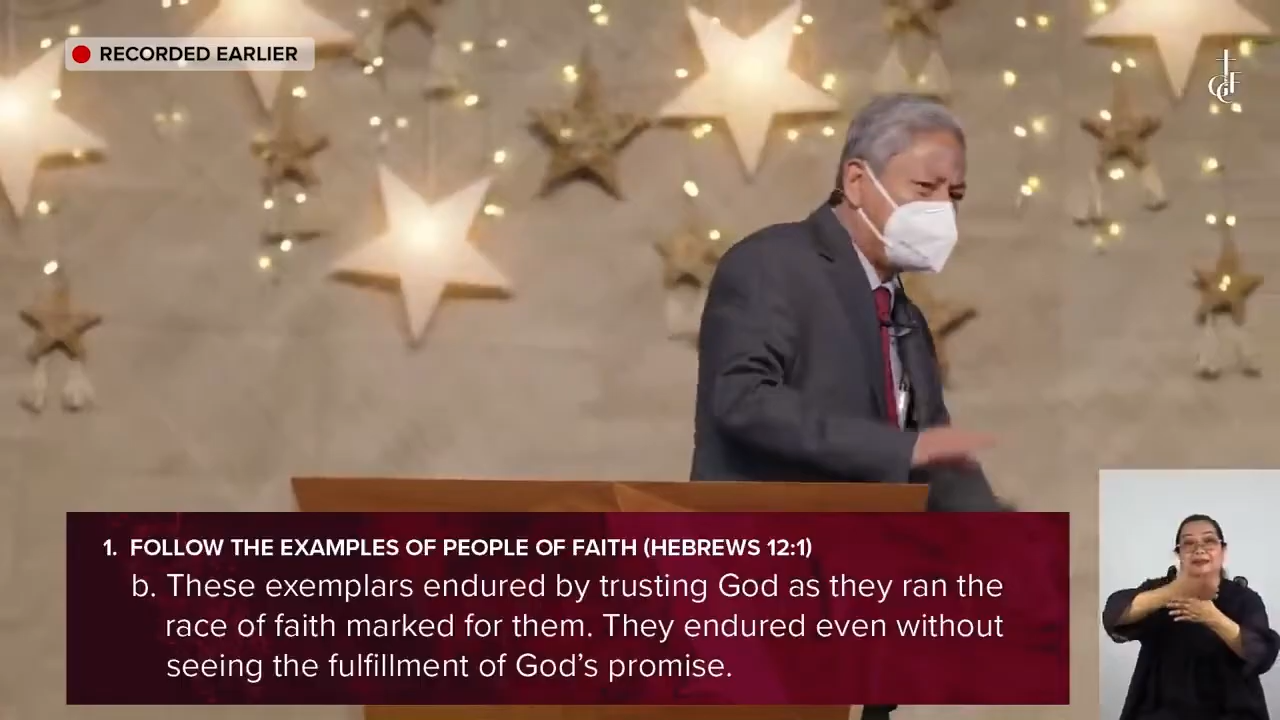 RECORDED EARLIER
1. FOLLOW THE EXAMPLES OF PEOPLE OF FAITH (HEBREWS 12:1)
b. These exemplars endured by trusting God as they ran the
race of faith marked for them. They endured even without
seeing the fulfillment of God's promise.